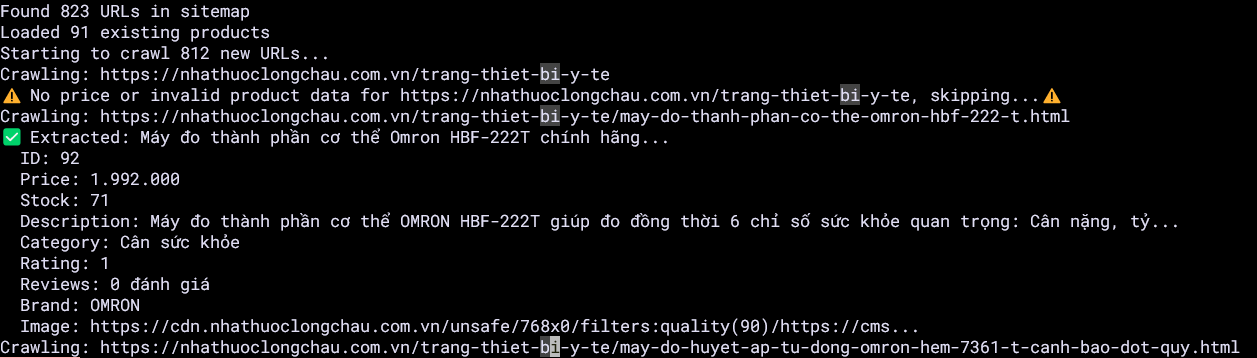 Found 823 URLs in sitemap
Loaded 91 existing products
Starting to crawl 812 new URLs...
Crawling: https://nhathuoclongchau.com.vn/trang-thiet-bi-y-te
⚠️ No price or invalid product data for https://nhathuoclongchau.com.vn/trang-thiet-bi-y-te, skipping...⚠️
Crawling: https://nhathuoclongchau.com.vn/trang-thiet-bi-y-te/may-do-thanh-phan-co-the-omron-hbf-222-t.html
✅ Extracted: Máy đo thành phần cơ thể Omron HBF-222T chính hãng...
ID: 92
Price: 1.992.000
Stock: 71
Description: Máy đo thành phần cơ thể OMRON HBF-222T giúp đo đồng thời 6 chỉ số sức khỏe quan trọng: Cân nặng, tỷ...
Category: Cân sức khỏe
Rating: 1
Reviews: 0 đánh giá
Brand: OMRON
Image: https://cdn.nhathuoclongchau.com.vn/unsafe/768x0/filters:quality(90)/https://cms...
Crawling: https://nhathuoclongchau.com.vn/trang-thiet-bi-y-te/may-do-huyet-ap-tu-dong-omron-hem-7361-t-canh-bao-dot-quy.html